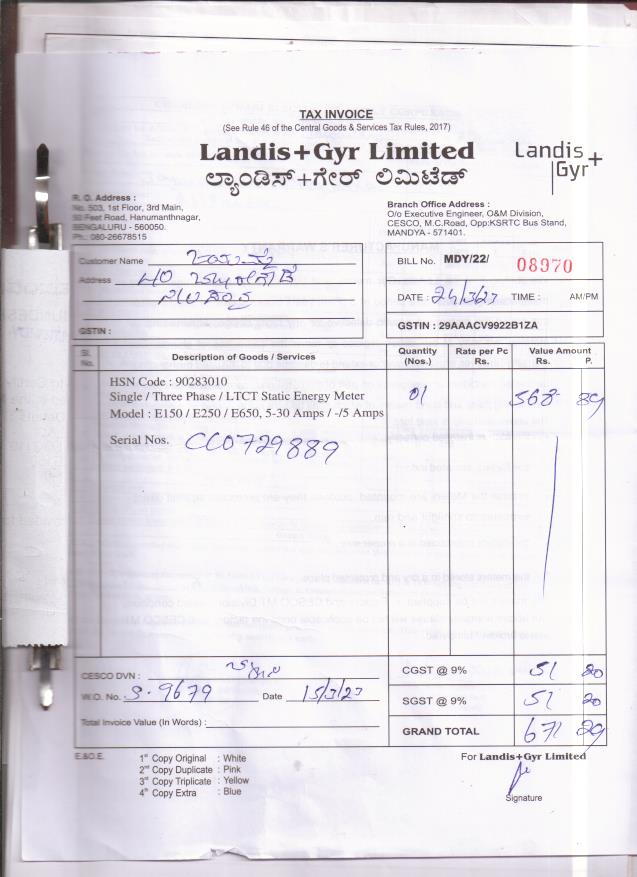 TAX INVOICE
(See Rule 46 of the Central Goods & Services Tax Rules, 2017)
Landis+Gyr Limited
ಲ್ಯಾಂಡಿಸ್+ಗೇರ್ ಲಿಮಿಟೆಡ್
Landis+
Gyr
R. O. Address :
No. 503, 1st Floor, 3rd Main,
50 Feet Road, Hanumanthnagar,
BENGALURU - 560050.
Ph.: 080-26678515
Branch Office Address :
O/o Executive Engineer, O&M Division,
CESCO, M.C.Road, Opp:KSRTC Bus Stand,
MANDYA - 571401.
Customer Name
Address
GSTIN :
BILL No. MDY/22/ 08970
DATE : 24/3/23 TIME : AM/PM
GSTIN : 29AAACV9922B1ZA
Sl. No. Description of Goods / Services Quantity (Nos.) Rate per Pc Rs. Value Amount Rs. P.
HSN Code : 90283010
Single / Three Phase / LTCT Static Energy Meter 01 568 89
Model : E150 / E250 / E650, 5-30 Amps / -/5 Amps
Serial Nos. CC0729889
CESCO DVN :
W.O. No. S-9679 Date 15/3/23
Total Invoice Value (In Words) :
CGST @ 9% 51 20
SGST @ 9% 51 20
GRAND TOTAL 671 29
E.&O.E.
1st Copy Original : White
2nd Copy Duplicate : Pink
3rd Copy Triplicate : Yellow
4th Copy Extra : Blue
For Landis+Gyr Limited
Signature